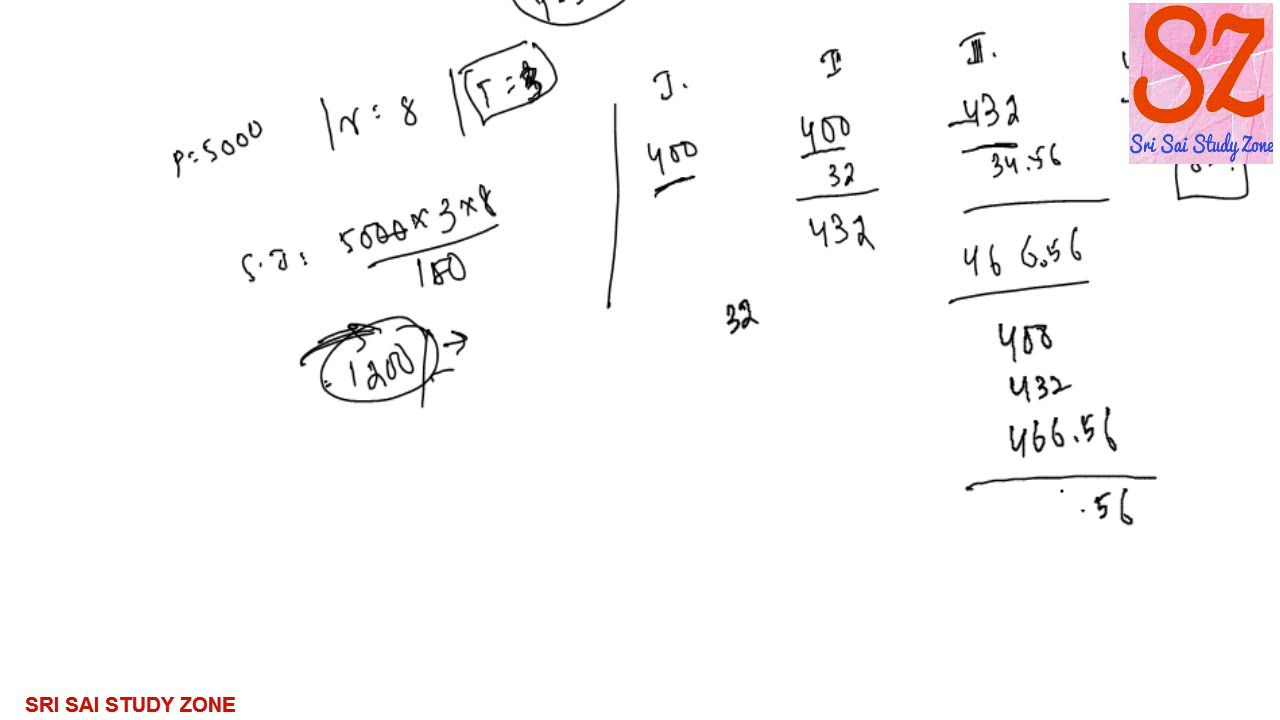 P=5000 | r = 8 | T = 3
S.I: 5000 x 3 x 8
100
1200 →
I.
400
II
400
32
432
32
III.
432
34.56
466.56
400
432
466.56
.56
SZ
Sri Sai Study Zone
SRI SAI STUDY ZONE